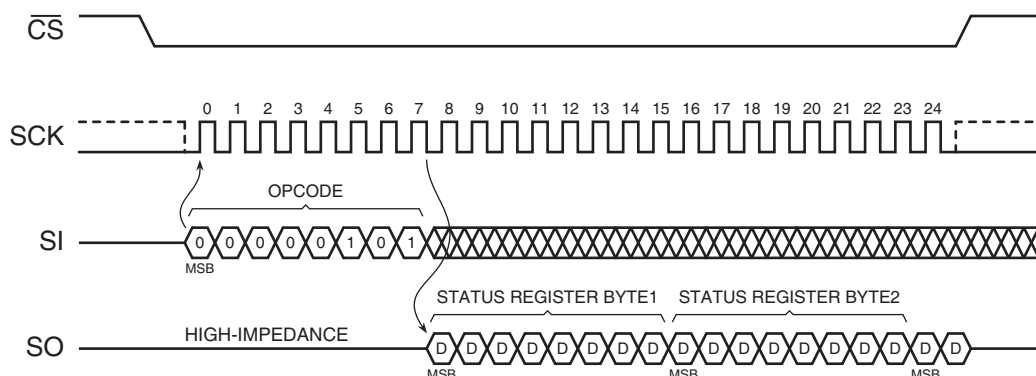 CS
SCK 0 1 2 3 4 5 6 7 8 9 10 11 12 13 14 15 16 17 18 19 20 21 22 23 24
OPCODE
SI 0 0 0 0 0 1 0 1
MSB
STATUS REGISTER BYTE1 STATUS REGISTER BYTE2
HIGH-IMPEDANCE
SO D D D D D D D D D D D D D D D D D D
MSB MSB MSB